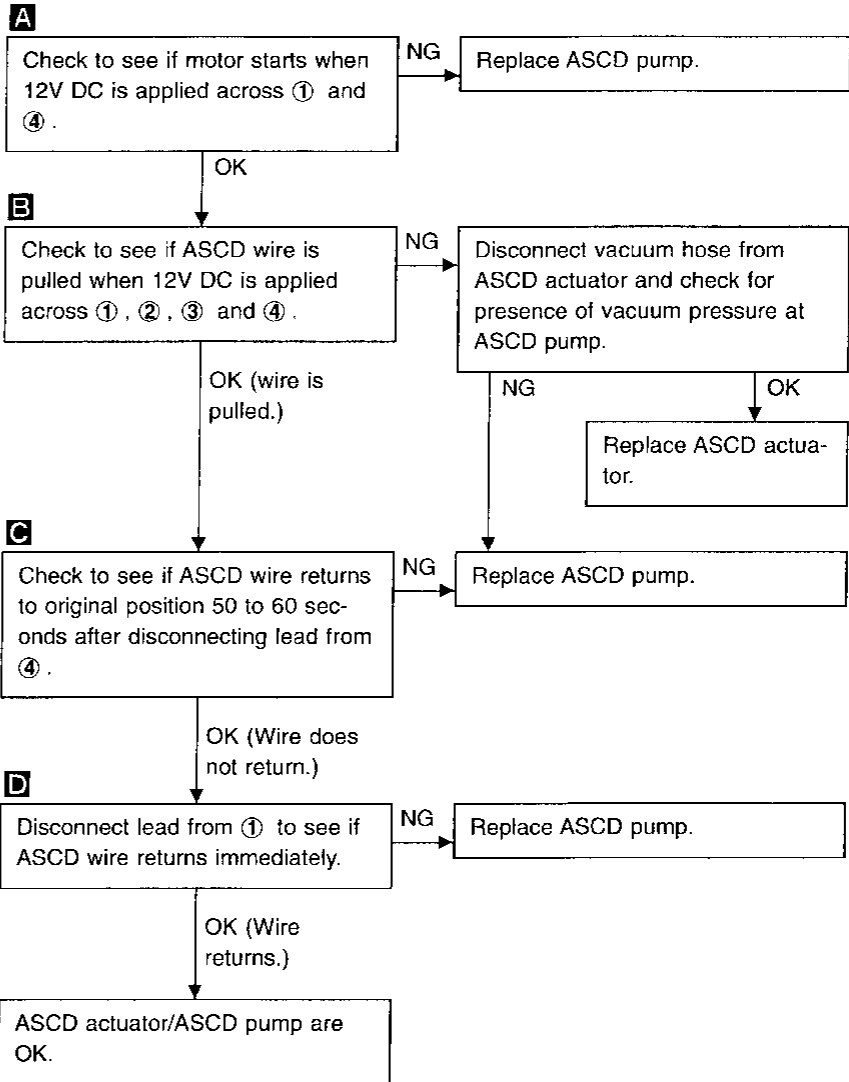 A
Check to see if motor starts when
12V DC is applied across ① and
④ .
NG
Replace ASCD pump.
OK
B
Check to see if ASCD wire is
pulled when 12V DC is applied
across ① , ② , ③ and ④ .
NG
Disconnect vacuum hose from
ASCD actuator and check for
presence of vacuum pressure at
ASCD pump.
OK (wire is
pulled.)
NG
OK
Replace ASCD actua-
tor.
C
Check to see if ASCD wire returns
to original position 50 to 60 sec-
onds after disconnecting lead from
④ .
NG
Replace ASCD pump.
OK (Wire does
not return.)
D
Disconnect lead from ① to see if
ASCD wire returns immediately.
NG
Replace ASCD pump.
OK (Wire
returns.)
ASCD actuator/ASCD pump are
OK.